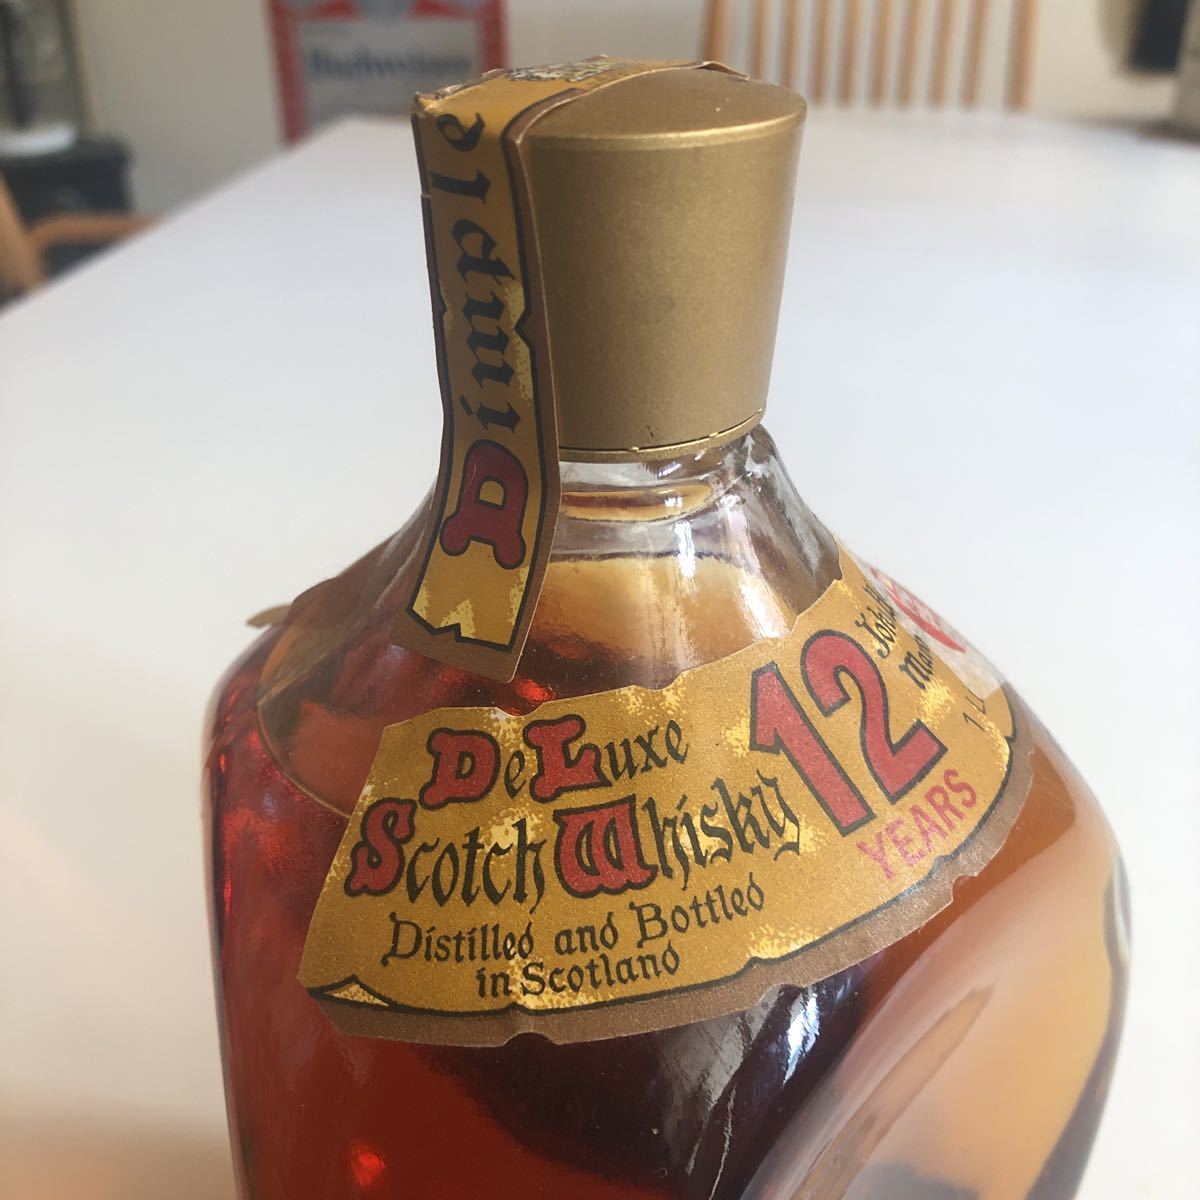 Budweiser
Dimple
DeLuxe
Scotch Whisky
12
YEARS
Distilled and Bottled
in Scotland